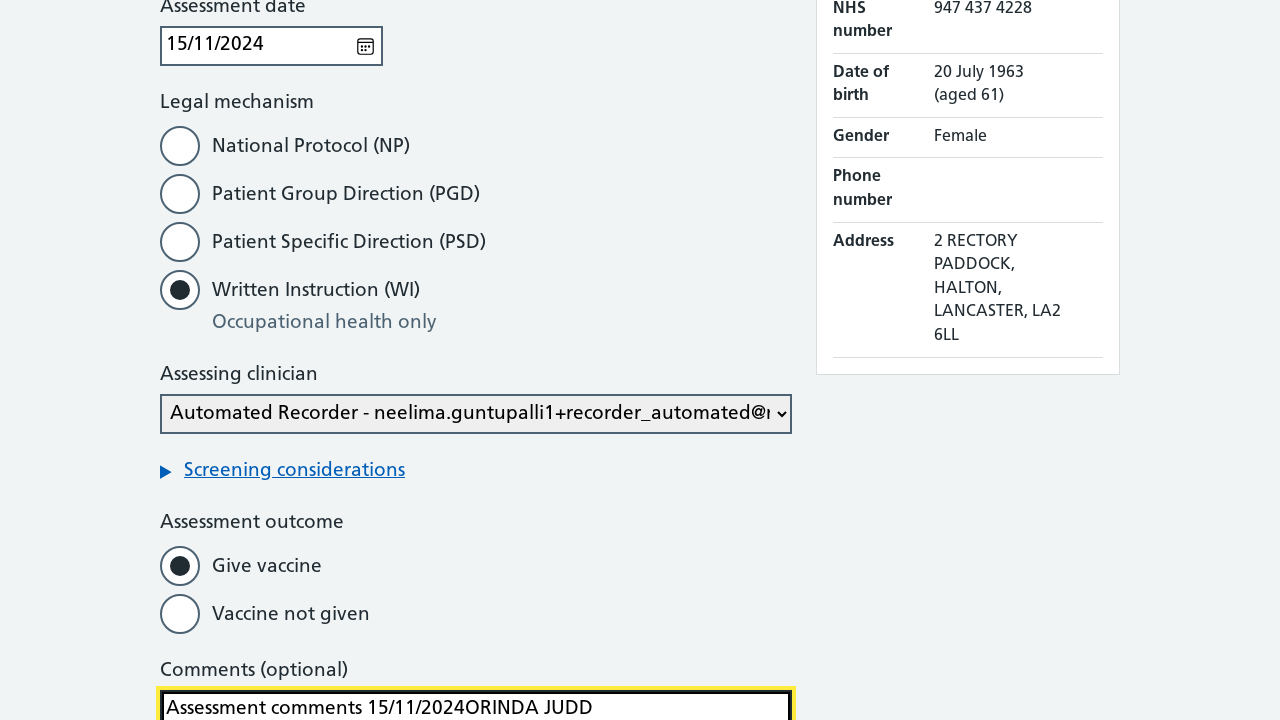 Assessment date
15/11/2024
Legal mechanism
National Protocol (NP)
Patient Group Direction (PGD)
Patient Specific Direction (PSD)
Written Instruction (WI)
Occupational health only
Assessing clinician
Automated Recorder - neelima.guntupalli1+recorder_automated@
Screening considerations
Assessment outcome
Give vaccine
Vaccine not given
Comments (optional)
Assessment comments 15/11/2024ORINDA JUDD
NHS number
947 437 4228
Date of birth
20 July 1963
(aged 61)
Gender
Female
Phone number
Address
2 RECTORY
PADDOCK,
HALTON,
LANCASTER, LA2
6LL